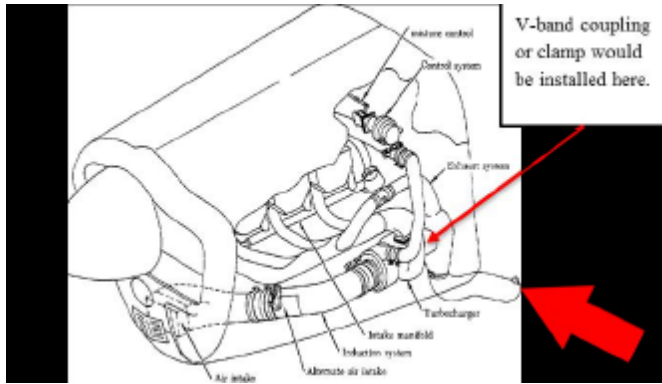 V-band coupling
or clamp would
be installed here.
mixture control
Control system
Exhaust system
Turbocharger
Intake manifold
Induction system
Alternate air intake
Air intake